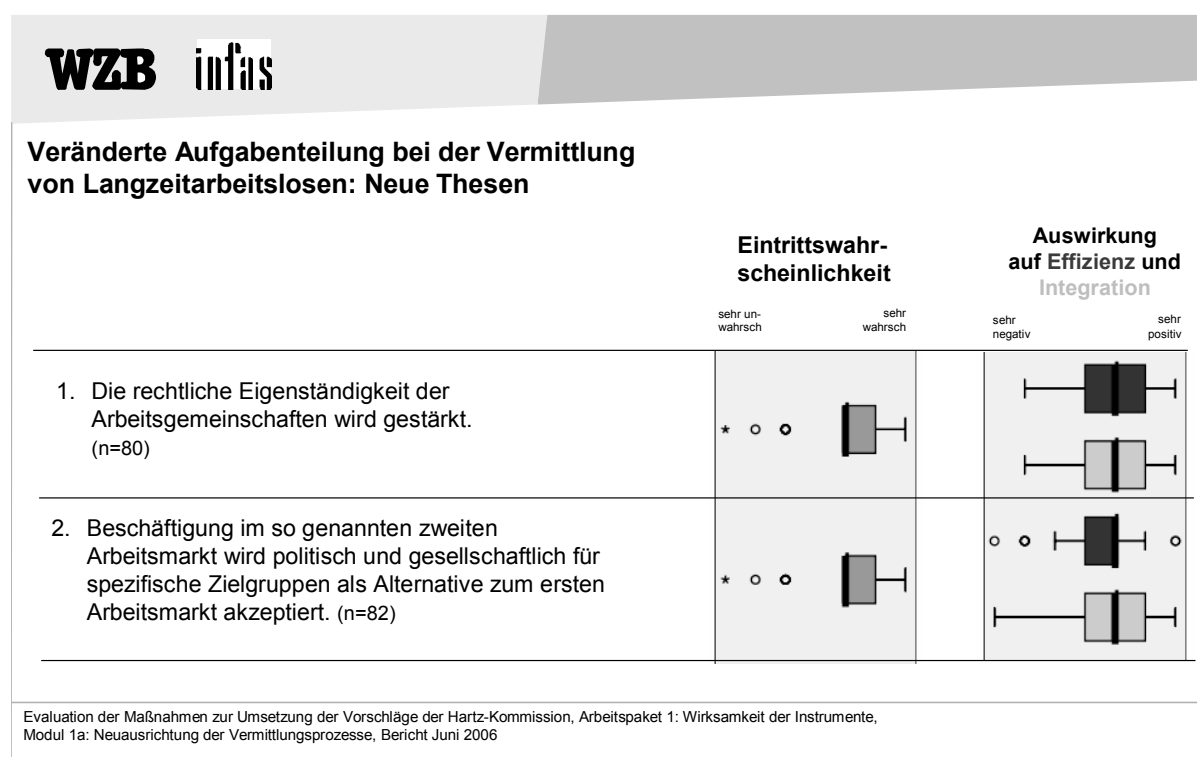 WZB infas
Veränderte Aufgabenteilung bei der Vermittlung
von Langzeitarbeitslosen: Neue Thesen
Eintrittswahr-
scheinlichkeit
Auswirkung
auf Effizienz und
Integration
sehr un-
wahrsch
sehr
wahrsch
sehr
negativ
sehr
positiv
1. Die rechtliche Eigenständigkeit der
Arbeitsgemeinschaften wird gestärkt.
(n=80)
2. Beschäftigung im so genannten zweiten
Arbeitsmarkt wird politisch und gesellschaftlich für
spezifische Zielgruppen als Alternative zum ersten
Arbeitsmarkt akzeptiert. (n=82)
Evaluation der Maßnahmen zur Umsetzung der Vorschläge der Hartz-Kommission, Arbeitspaket 1: Wirksamkeit der Instrumente,
Modul 1a: Neuausrichtung der Vermittlungsprozesse, Bericht Juni 2006